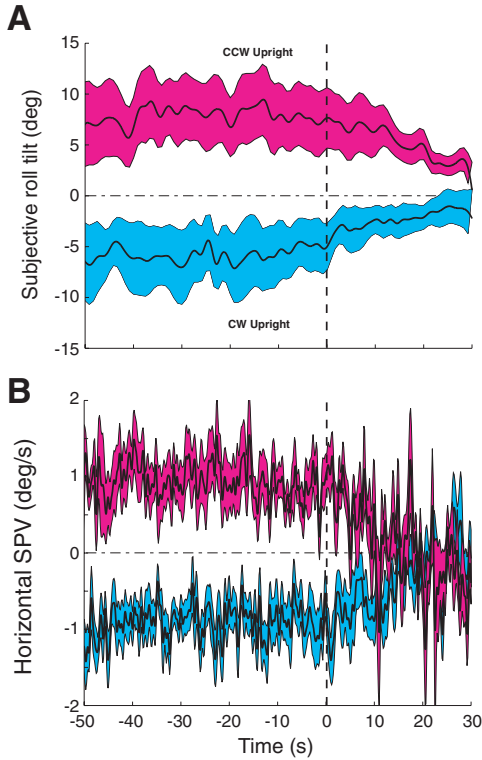 A
15
CCW Upright
10
5
0
-5
-10
CW Upright
-15
Subjective roll tilt (deg)
B
2
1
0
-1
-2
Horizontal SPV (deg/s)
-50 -40 -30 -20 -10 0 10 20 30
Time (s)